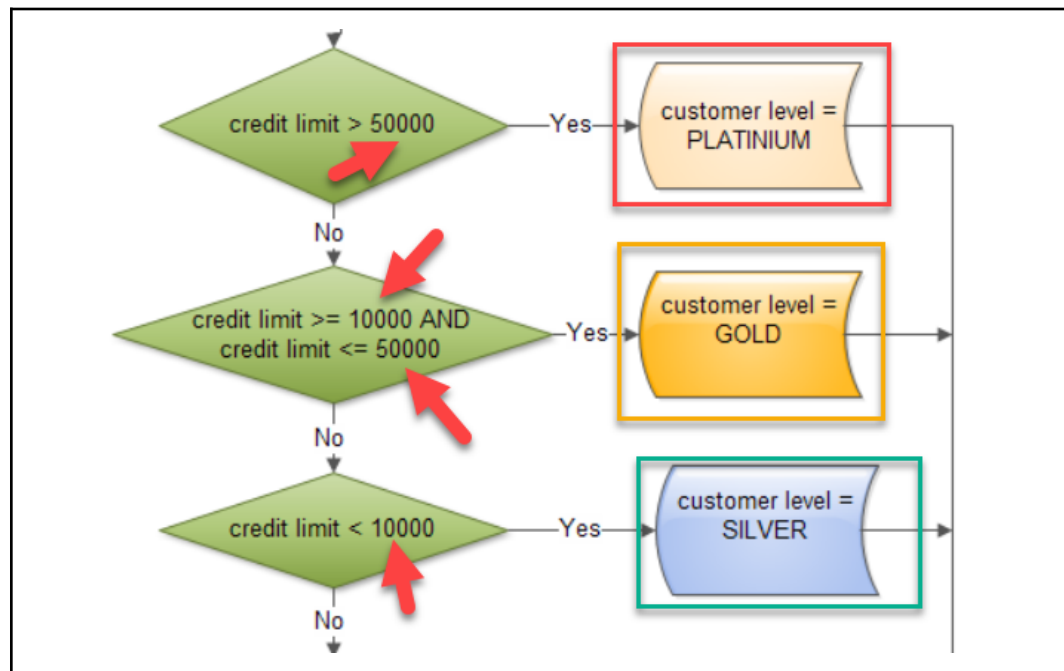 credit limit > 50000
Yes
customer level =
PLATINIUM
No
credit limit >= 10000 AND
credit limit <= 50000
Yes
customer level =
GOLD
No
credit limit < 10000
Yes
customer level =
SILVER
No